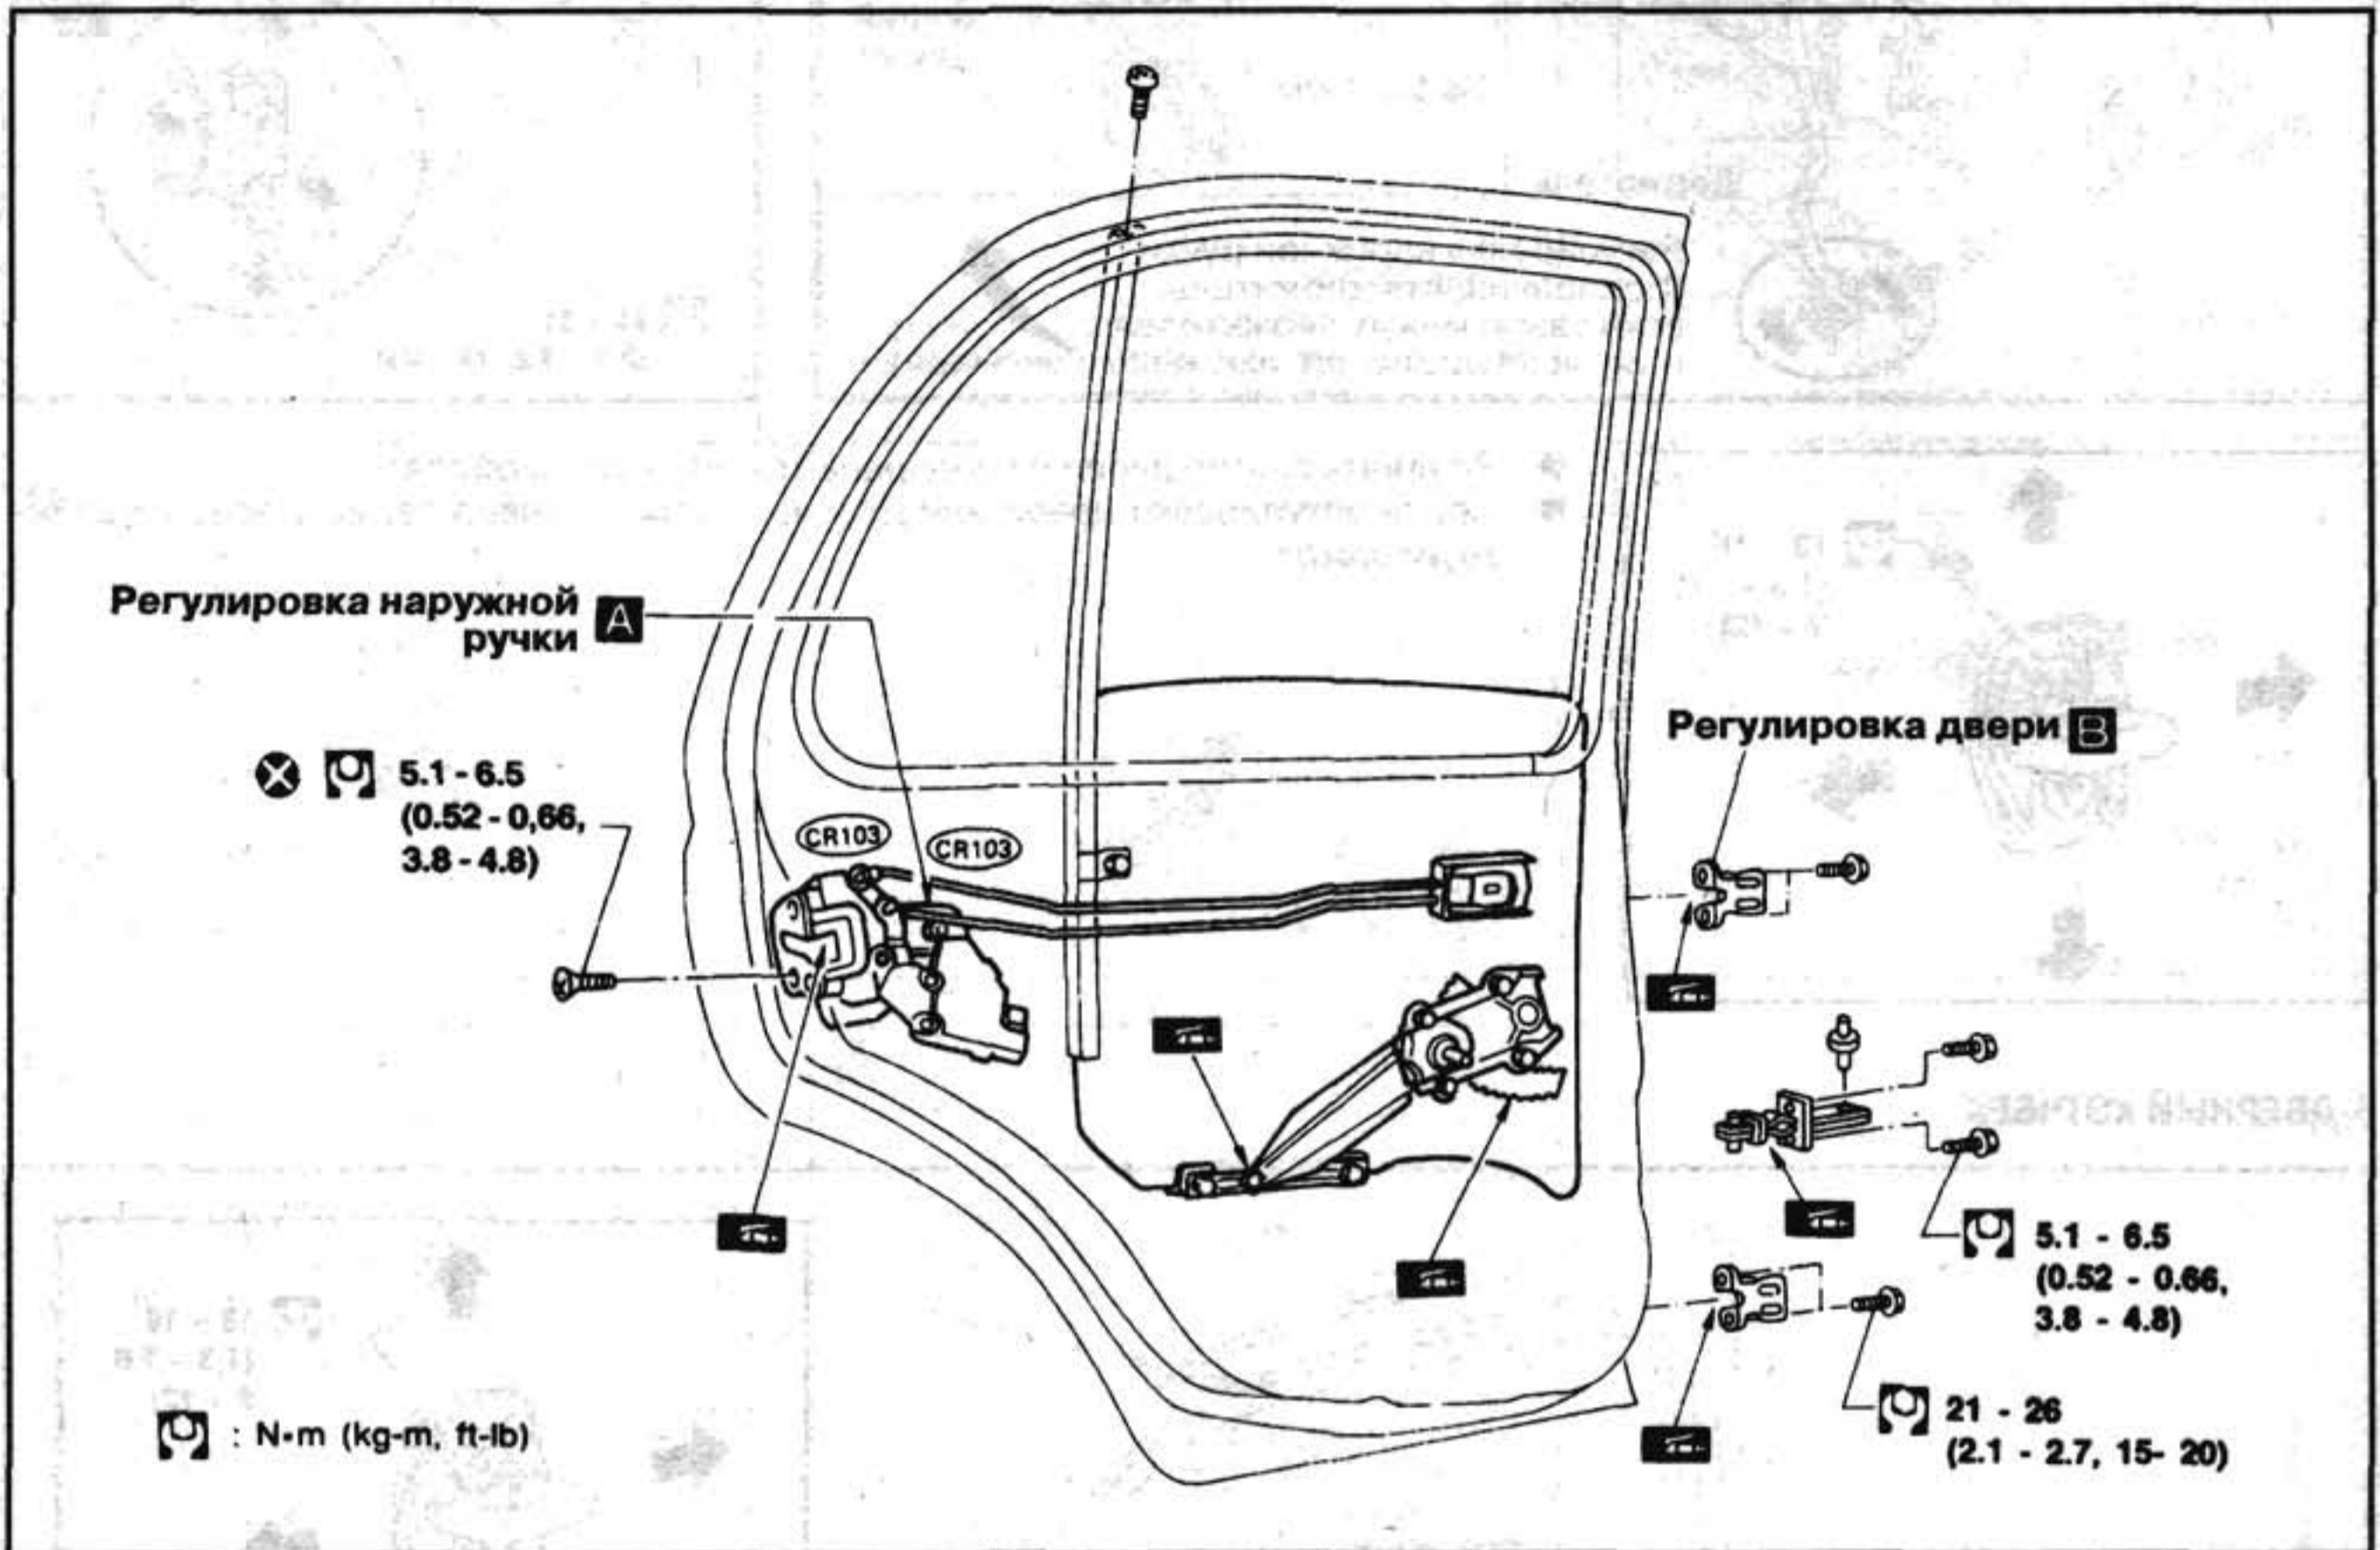 Регулировка наружной
ручки A
5.1 - 6.5
(0.52 - 0,66,
3.8 - 4.8)
CR103
CR103
Регулировка двери B
5.1 - 6.5
(0.52 - 0.66,
3.8 - 4.8)
21 - 26
(2.1 - 2.7, 15- 20)
: N•m (kg-m, ft-lb)